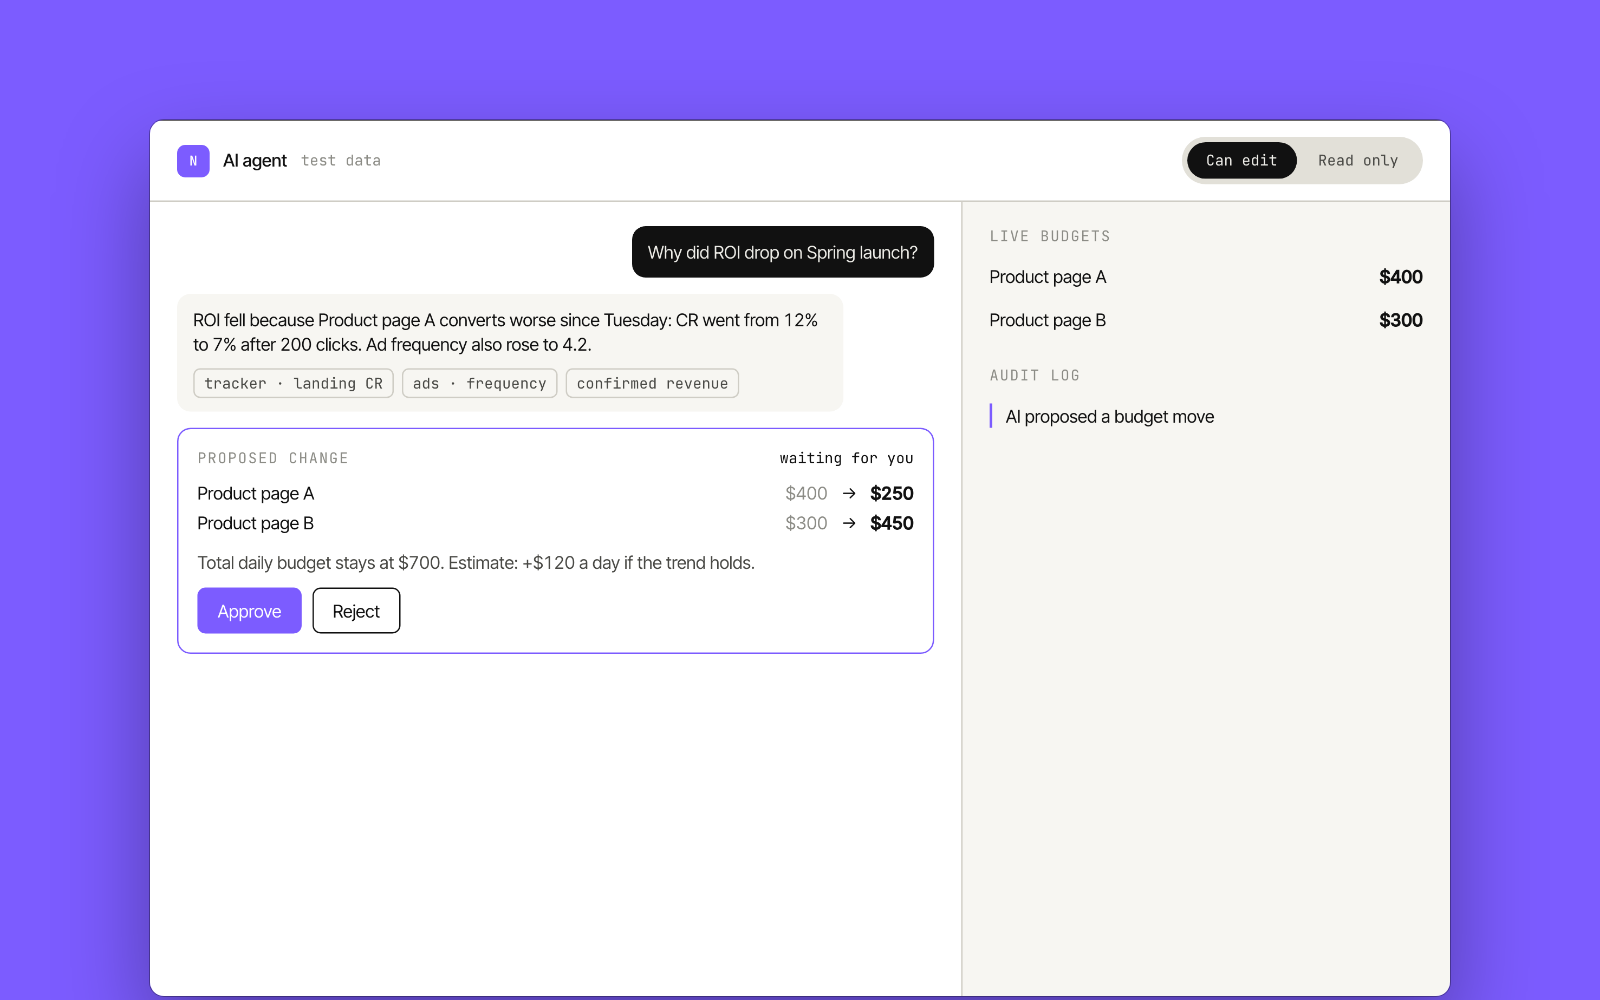 N AI agent test data
Can edit Read only
Why did ROI drop on Spring launch?
ROI fell because Product page A converts worse since Tuesday: CR went from 12%
to 7% after 200 clicks. Ad frequency also rose to 4.2.
tracker · landing CR ads · frequency confirmed revenue
PROPOSED CHANGE waiting for you
Product page A $400 → $250
Product page B $300 → $450
Total daily budget stays at $700. Estimate: +$120 a day if the trend holds.
Approve Reject
LIVE BUDGETS
Product page A $400
Product page B $300
AUDIT LOG
AI proposed a budget move